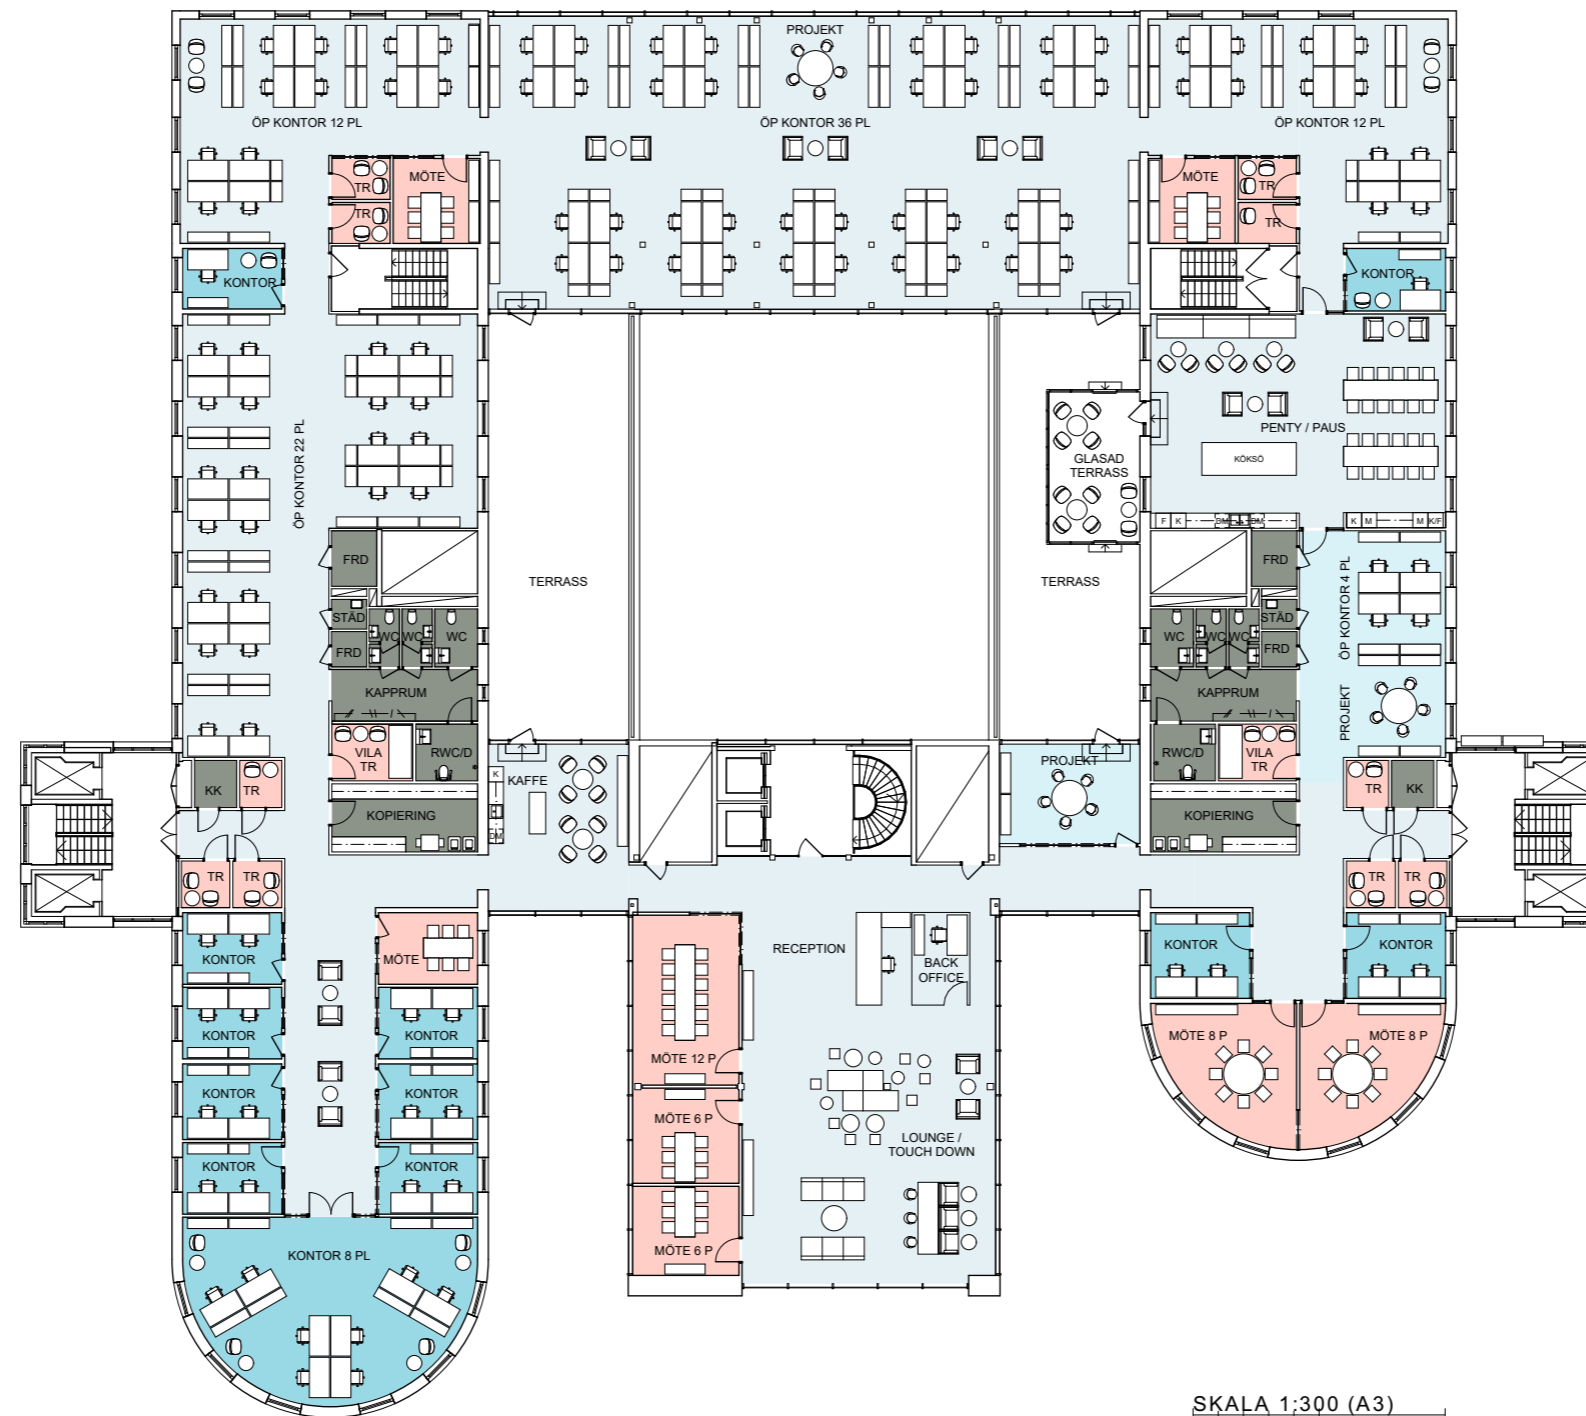 PROJEKT
ÖP KONTOR 12 PL
ÖP KONTOR 36 PL
ÖP KONTOR 12 PL
TR
MÖTE
TR
MÖTE
TR
TR
KONTOR
KONTOR
ÖP KONTOR 22 PL
PENTY / PAUS
KÖKSÖ
GLASAD
TERRASS
F K DM DM K M M K/F
FRD
TERRASS
TERRASS
FRD
ÖP KONTOR 4 PL
STÄD
WC WC WC
FRD
WC WC WC
STÄD
FRD
KAPPRUM
KAPPRUM
PROJEKT
VILA
TR
RWC/D
KAFFE
K
DM
PROJEKT
RWC/D
VILA
TR
KK
TR
KOPIERING
KOPIERING
TR
KK
TR
TR
TR
TR
KONTOR
MÖTE
RECEPTION
BACK
OFFICE
KONTOR
KONTOR
KONTOR
KONTOR
MÖTE 12 P
MÖTE 8 P
MÖTE 8 P
KONTOR
KONTOR
MÖTE 6 P
LOUNGE /
TOUCH DOWN
KONTOR
KONTOR
MÖTE 6 P
KONTOR 8 PL
SKALA 1:300 (A3)